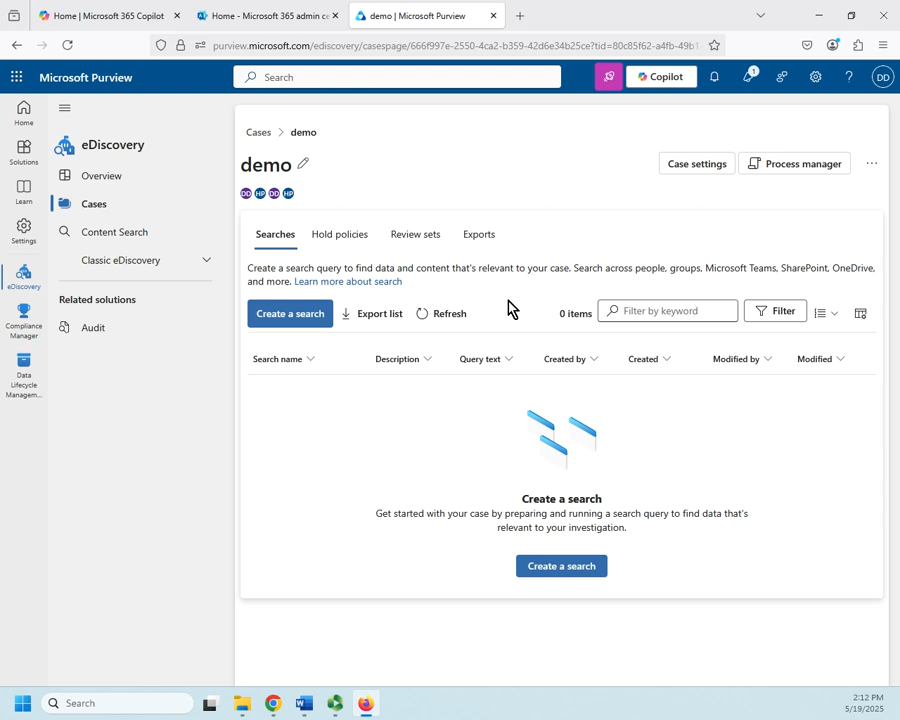 Home | Microsoft 365 Copilot
Home - Microsoft 365 admin ce
demo | Microsoft Purview
purview.microsoft.com/ediscovery/casespage/666f997e-2550-4ca2-b359-42d6e34b25ce?tid=80c85f62-a4fb-49b1-
Microsoft Purview
Search
Copilot
1
DD
Home
Solutions
Learn
Settings
eDiscovery
Compliance
Manager
Data
Lifecycle
Managem...
eDiscovery
Overview
Cases
Content Search
Classic eDiscovery
Related solutions
Audit
Cases > demo
demo
Case settings
Process manager
DD HP DD HP
Searches
Hold policies
Review sets
Exports
Create a search query to find data and content that's relevant to your case. Search across people, groups, Microsoft Teams, SharePoint, OneDrive,
and more. Learn more about search
Create a search
Export list
Refresh
0 items
Filter by keyword
Filter
Search name
Description
Query text
Created by
Created
Modified by
Modified
Create a search
Get started with your case by preparing and running a search query to find data that's
relevant to your investigation.
Create a search
Search
2:12 PM
5/19/2025